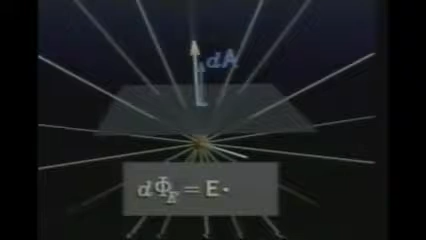 dA
dΦ_E = E·